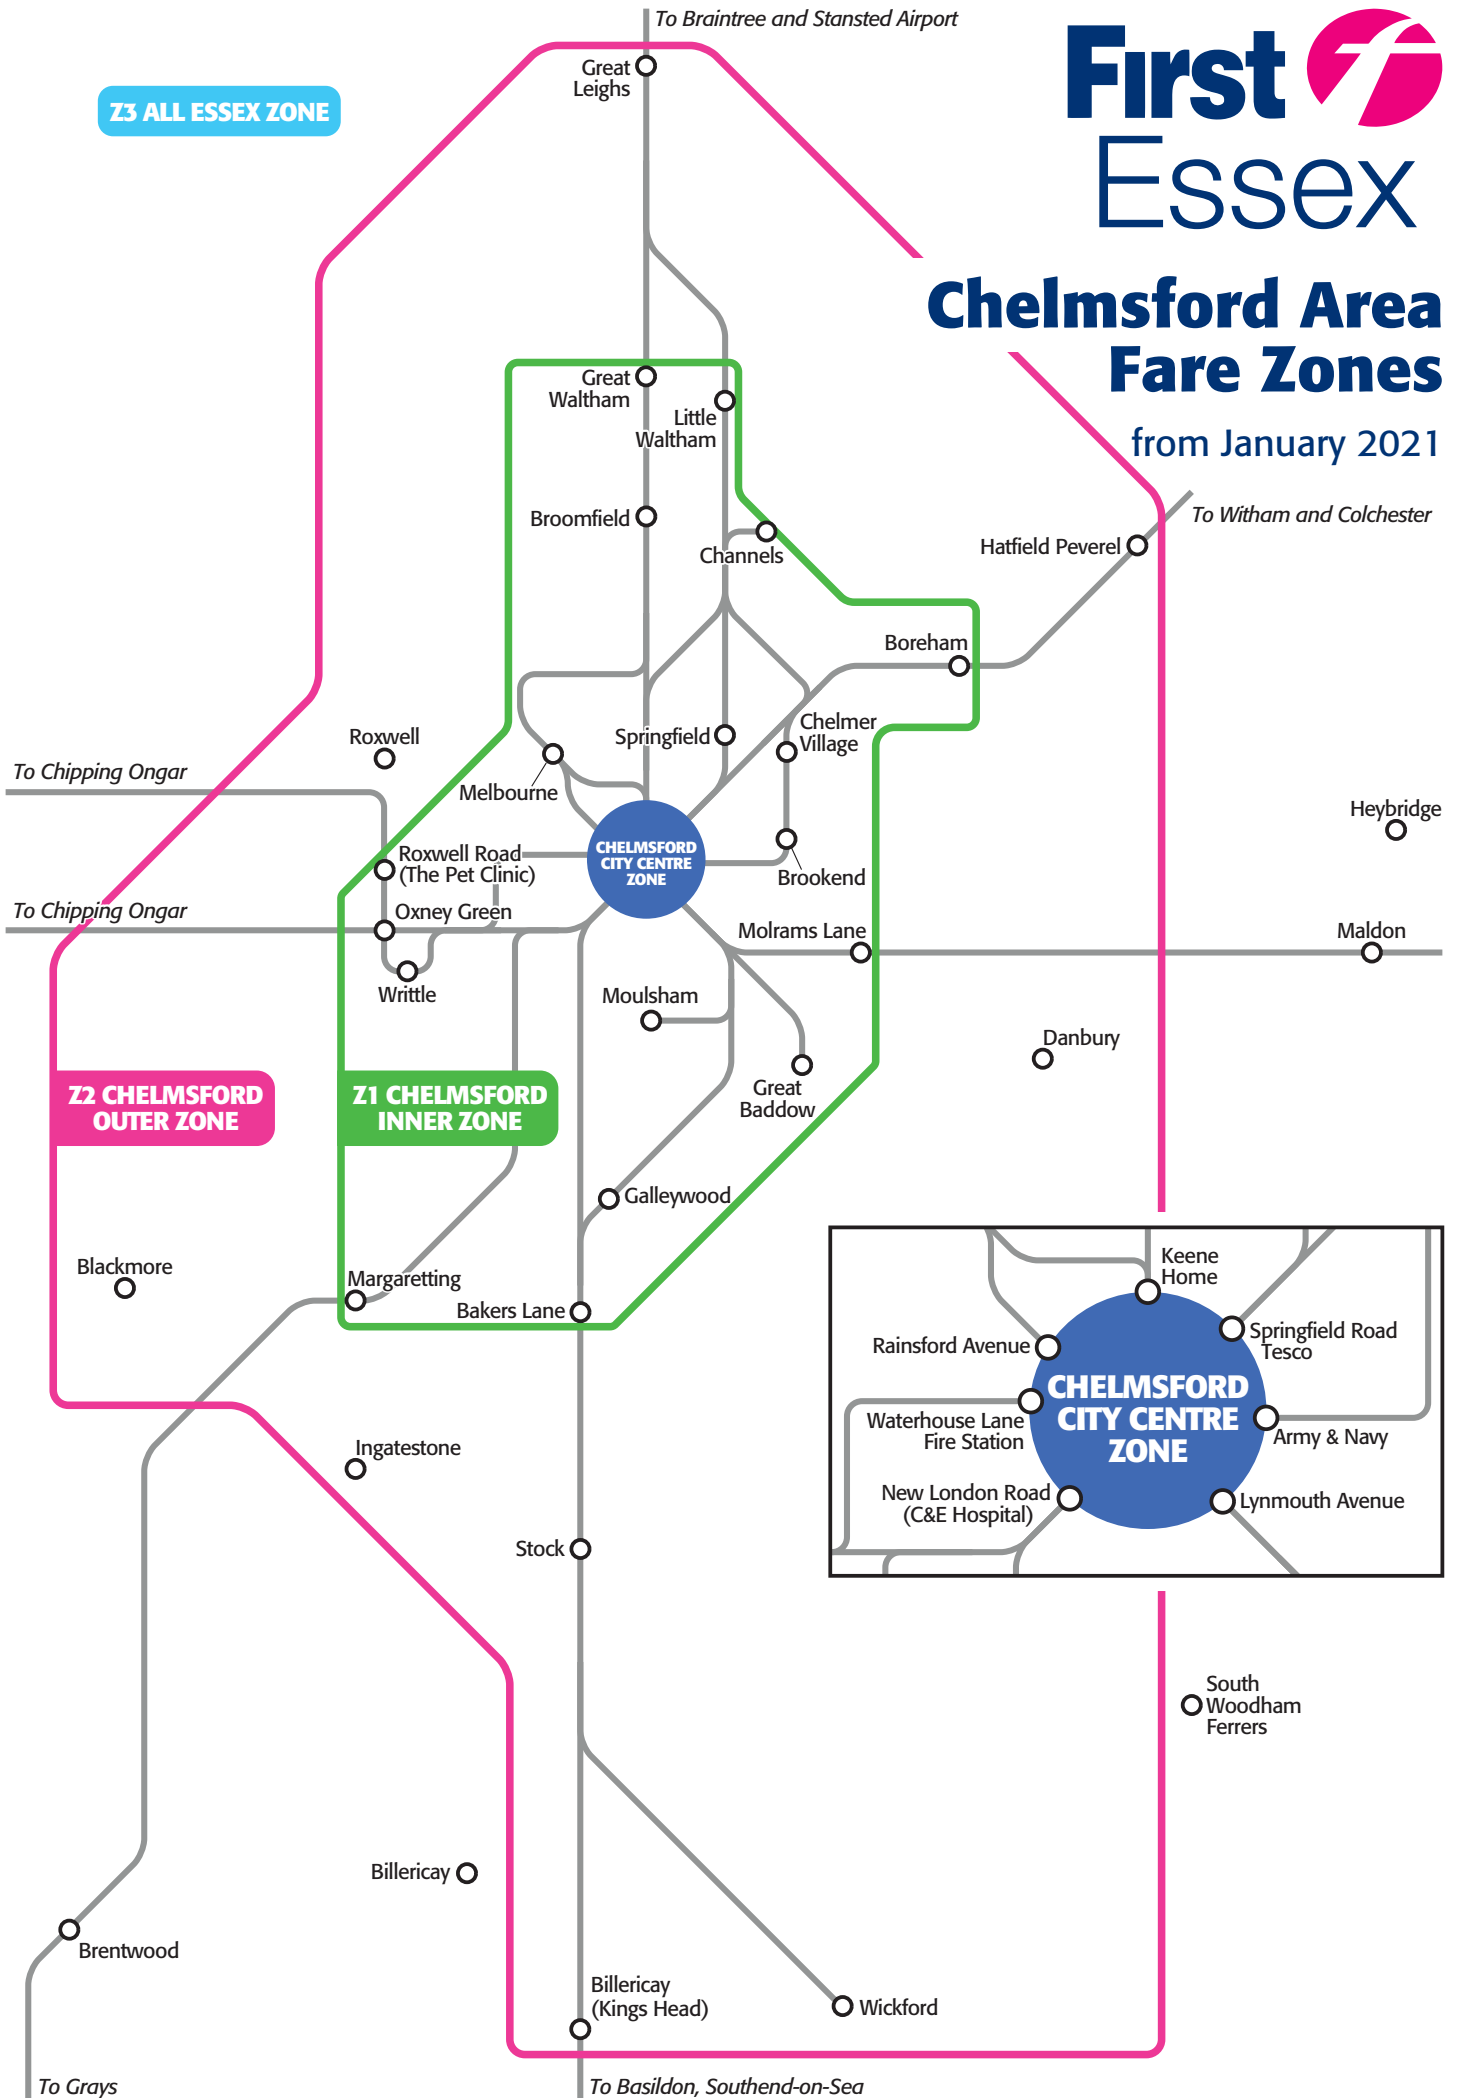 To Braintree and Stansted Airport
First
Essex
Great
Leighs
Z3 ALL ESSEX ZONE
Chelmsford Area
Fare Zones
from January 2021
Great
Waltham
Little
Waltham
To Witham and Colchester
Broomfield
Channels
Hatfield Peverel
Boreham
Roxwell
Springfield
Chelmer
Village
To Chipping Ongar
Melbourne
Heybridge
CHELMSFORD
CITY CENTRE
ZONE
Roxwell Road
(The Pet Clinic)
Brookend
To Chipping Ongar
Oxney Green
Molrams Lane
Maldon
Writtle
Moulsham
Danbury
Z2 CHELMSFORD
OUTER ZONE
Z1 CHELMSFORD
INNER ZONE
Great
Baddow
Galleywood
Blackmore
Margaretting
Bakers Lane
Keene
Home
Springfield Road
Tesco
Rainsford Avenue
CHELMSFORD
CITY CENTRE
ZONE
Waterhouse Lane
Fire Station
Army & Navy
New London Road
(C&E Hospital)
Lynmouth Avenue
Ingatestone
Stock
South
Woodham
Ferrers
Billericay
Brentwood
Billericay
(Kings Head)
Wickford
To Grays
To Basildon, Southend-on-Sea